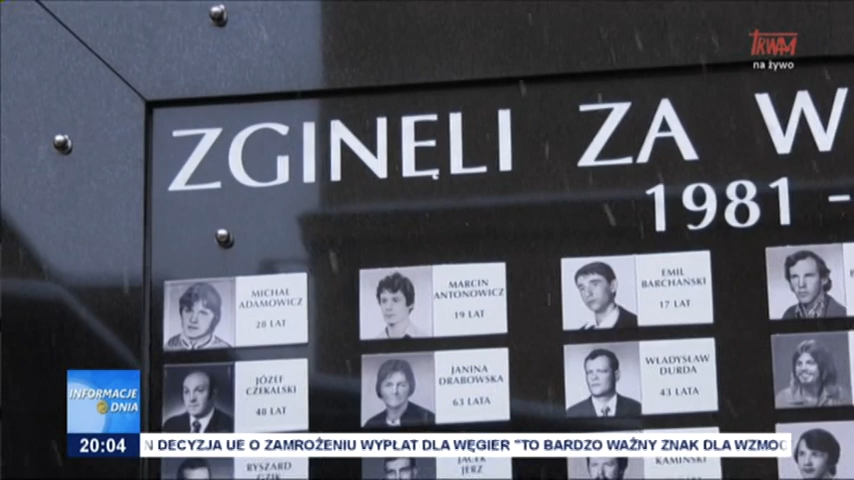 TRWAM
na żywo
ZGINĘLI ZA W
1981 -
MICHAŁ
ADAMOWICZ
28 LAT
MARCIN
ANTONOWICZ
19 LAT
EMIL
BARCHAŃSKI
17 LAT
JÓZEF
CZEKALSKI
48 LAT
JANINA
DRABOWSKA
63 LATA
WŁADYSŁAW
DURDA
43 LATA
RYSZARD
GZIK
JACEK
JERZ
KAMIŃSKI
INFORMACJE
DNIA
20:04
N DECYZJA UE O ZAMROŻENIU WYPŁAT DLA WĘGIER "TO BARDZO WAŻNY ZNAK DLA WZMOC